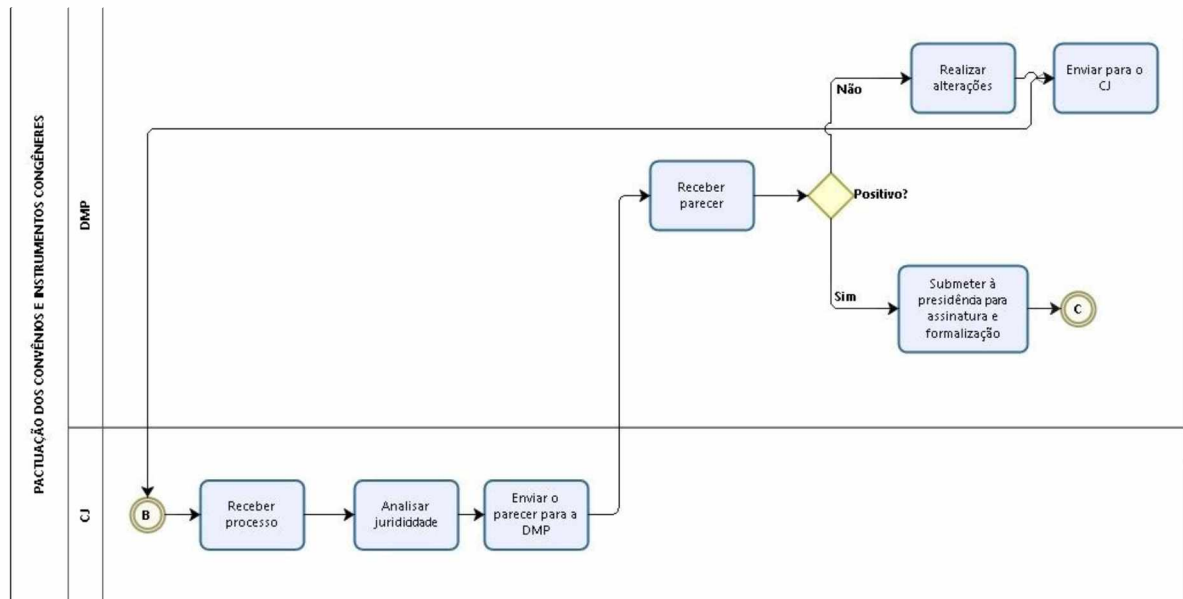 PACTUAÇÃO DOS CONVÊNIOS E INSTRUMENTOS CONGÊNERES
DMP
Realizar
alterações
Enviar para o
CJ
Não
Receber
parecer
Positivo?
Sim
Submeter à
presidência para
assinatura e
formalização
C
CJ
B
Receber
processo
Analisar
juridicidade
Enviar o
parecer para a
DMP